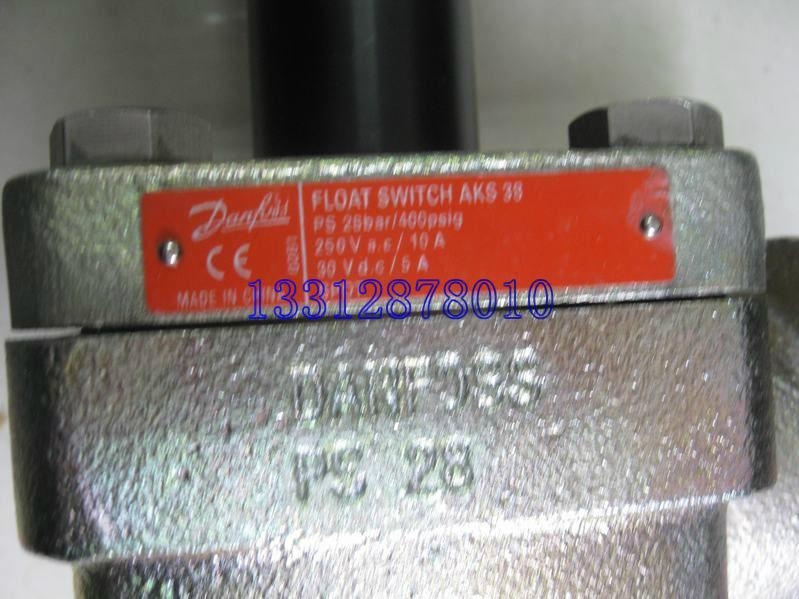 Danfoss
CE
MADE IN CHINA
FLOAT SWITCH AKS 38
PS 28bar/400psig
250 V a.c / 10 A
30 V d.c / 5 A
13312878010
DANFOSS
PS 28